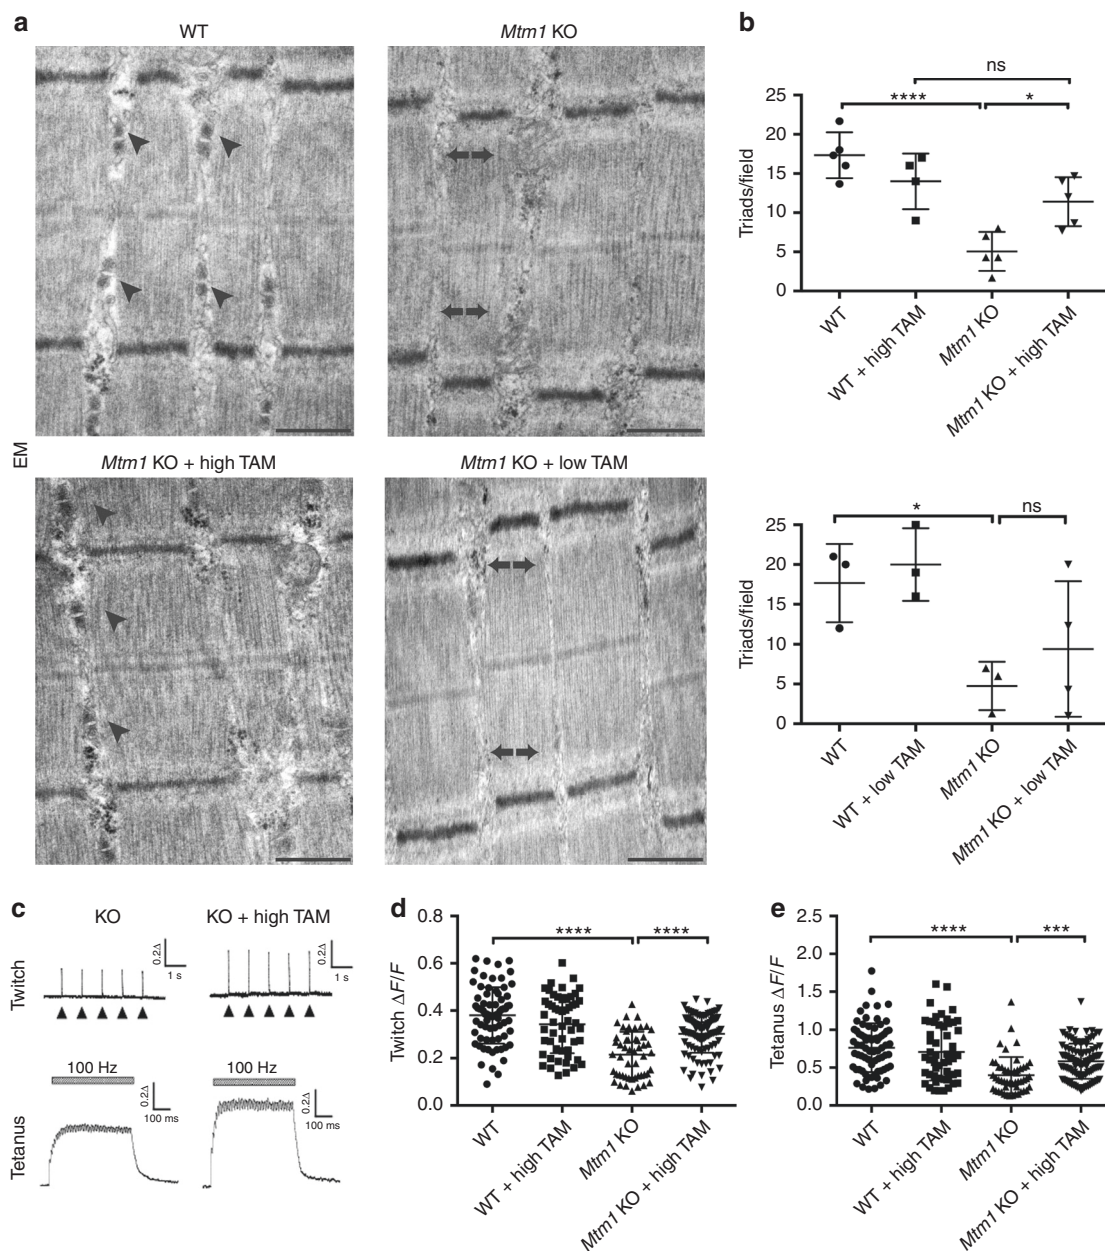 a
WT
Mtm1 KO
EM
Mtm1 KO + high TAM
Mtm1 KO + low TAM
b
ns
****
*
Triads/field
25
20
15
10
5
0
WT
WT + high TAM
Mtm1 KO
Mtm1 KO + high TAM
*
ns
Triads/field
25
20
15
10
5
0
WT
WT + low TAM
Mtm1 KO
Mtm1 KO + low TAM
c
KO
KO + high TAM
Twitch
0.2Δ
1 s
0.2Δ
1 s
100 Hz
100 Hz
Tetanus
0.2Δ
100 ms
0.2Δ
100 ms
d
****
****
Twitch ΔF/F
0.8
0.6
0.4
0.2
0.0
WT
WT + high TAM
Mtm1 KO
Mtm1 KO + high TAM
e
****
***
Tetanus ΔF/F
2.5
2.0
1.5
1.0
0.5
0.0
WT
WT + high TAM
Mtm1 KO
Mtm1 KO + high TAM